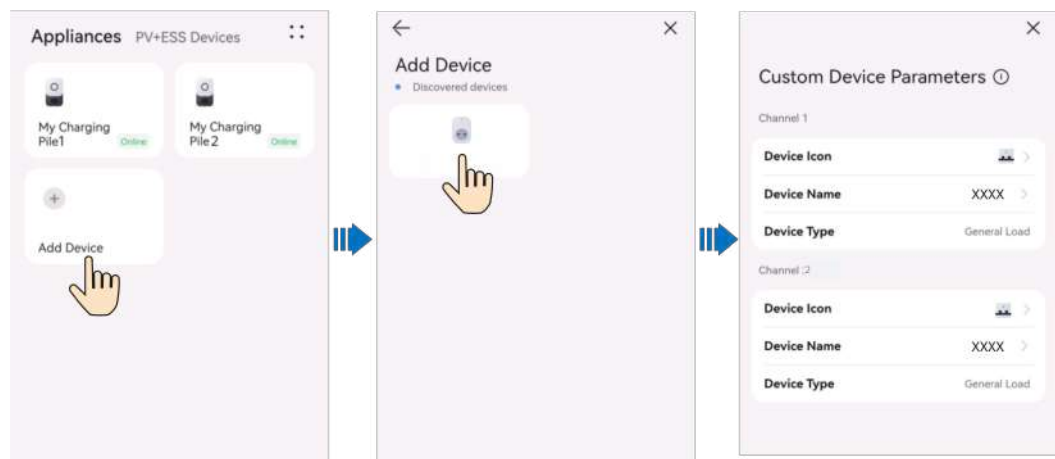 Appliances PV+ESS Devices
My Charging
Pile1 Online
My Charging
Pile 2 Online
Add Device
Add Device
Discovered devices
Custom Device Parameters
Channel 1
Device Icon
Device Name XXXX
Device Type General Load
Channel :2
Device Icon
Device Name XXXX
Device Type General Load